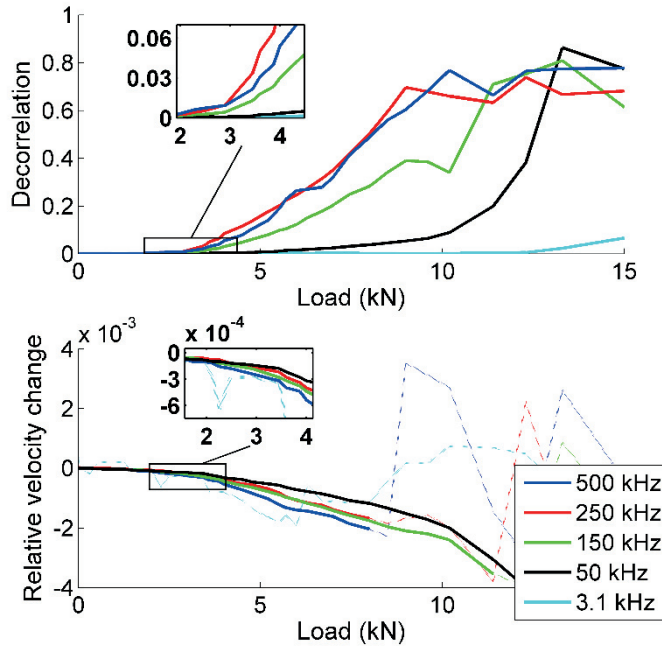 Decorrelation
1
0.8
0.6
0.4
0.2
0
0.06
0.03
0
2 3 4
0 5 10 15
Load (kN)
Relative velocity change
× 10⁻³
4
2
0
-2
-4
× 10⁻⁴
0
-3
-6
2 3 4
0 5 10
Load (kN)
500 kHz
250 kHz
150 kHz
50 kHz
3.1 kHz